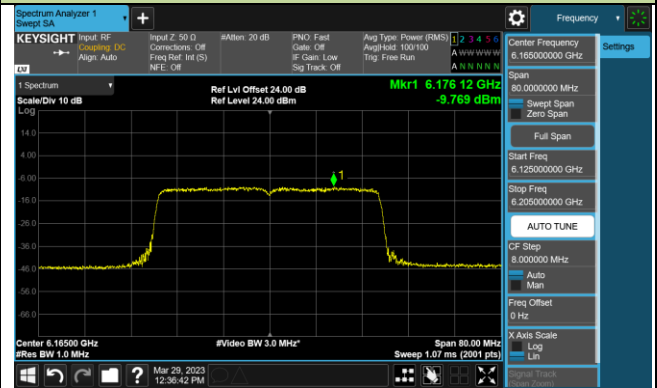 Spectrum Analyzer 1
Swept SA
Frequency
KEYSIGHT
Input: RF
Coupling: DC
Align: Auto
Input Z: 50 Ω
Corrections: Off
Freq Ref: Int (S)
NFE: Off
#Atten: 20 dB
PNO: Fast
Gate: Off
IF Gain: Low
Sig Track: Off
Avg Type: Power (RMS)
Avg|Hold: 100/100
Trig: Free Run
1 2 3 4 5 6
A W W W W W
A N N N N N
LXI
1 Spectrum
Scale/Div 10 dB
Log
Ref Lvl Offset 24.00 dB
Ref Level 24.00 dBm
Mkr1 6.176 12 GHz
-9.769 dBm
14.0
4.00
-6.00
-16.0
-26.0
-36.0
-46.0
-56.0
-66.0
1
Center 6.16500 GHz
#Res BW 1.0 MHz
#Video BW 3.0 MHz*
Span 80.00 MHz
Sweep 1.07 ms (2001 pts)
Mar 29, 2023
12:36:42 PM
Center Frequency
6.165000000 GHz
Settings
Span
80.0000000 MHz
Swept Span
Zero Span
Full Span
Start Freq
6.125000000 GHz
Stop Freq
6.205000000 GHz
AUTO TUNE
CF Step
8.000000 MHz
Auto
Man
Freq Offset
0 Hz
X Axis Scale
Log
Lin
Signal Track
(Span Zoom)